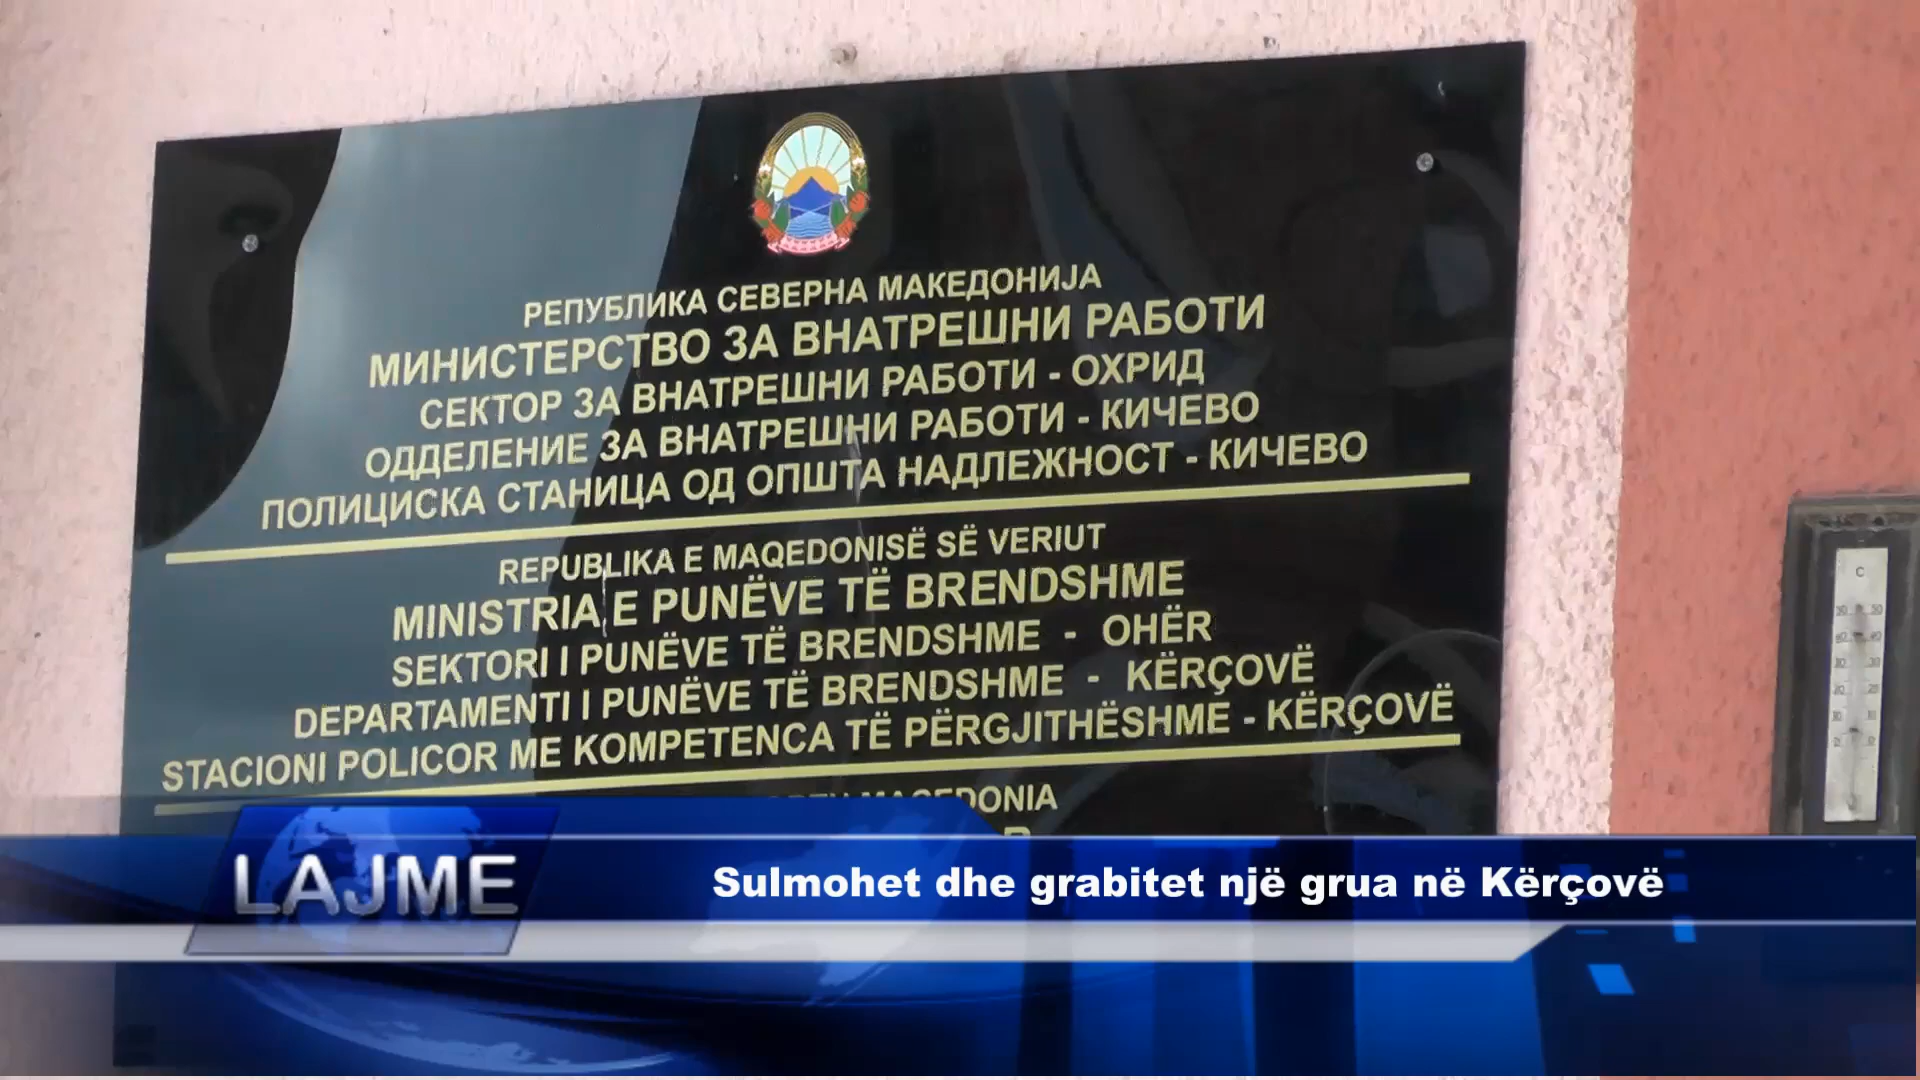 РЕПУБЛИКА СЕВЕРНА МАКЕДОНИЈА
МИНИСТЕРСТВО ЗА ВНАТРЕШНИ РАБОТИ
СЕКТОР ЗА ВНАТРЕШНИ РАБОТИ - ОХРИД
ОДДЕЛЕНИЕ ЗА ВНАТРЕШНИ РАБОТИ - КИЧЕВО
ПОЛИЦИСКА СТАНИЦА ОД ОПШТА НАДЛЕЖНОСТ - КИЧЕВО
REPUBLIKA E MAQEDONISË SË VERIUT
MINISTRIA E PUNËVE TË BRENDSHME
SEKTORI I PUNËVE TË BRENDSHME - OHËR
DEPARTAMENTI I PUNËVE TË BRENDSHME - KËRÇOVË
STACIONI POLICOR ME KOMPETENCA TË PËRGJITHËSHME - KËRÇOVË
MACEDONIA
C
LAJME
Sulmohet dhe grabitet një grua në Kërçovë